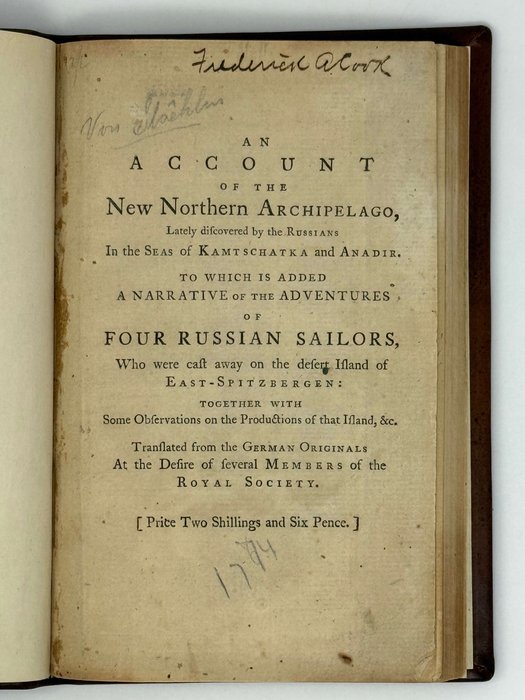 Frederick A Cook
Von Stæhlin
AN
ACCOUNT
OF THE
New Northern ARCHIPELAGO,
Lately diſcovered by the RUSSIANS
In the SEAS of KAMTSCHATKA and ANADIR.
TO WHICH IS ADDED
A NARRATIVE OF THE ADVENTURES
OF
FOUR RUSSIAN SAILORS,
Who were caſt away on the deſert Iſland of
EAST-SPITZBERGEN:
TOGETHER WITH
Some Obſervations on the Productions of that Iſland, &c.
Tranſlated from the GERMAN ORIGINALS
At the Deſire of ſeveral MEMBERS of the
ROYAL SOCIETY.
[ Price Two Shillings and Six Pence. ]
1774